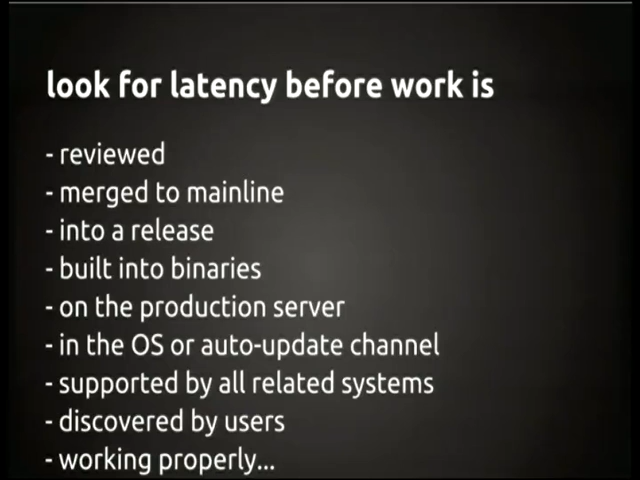 look for latency before work is
- reviewed
- merged to mainline
- into a release
- built into binaries
- on the production server
- in the OS or auto-update channel
- supported by all related systems
- discovered by users
- working properly...